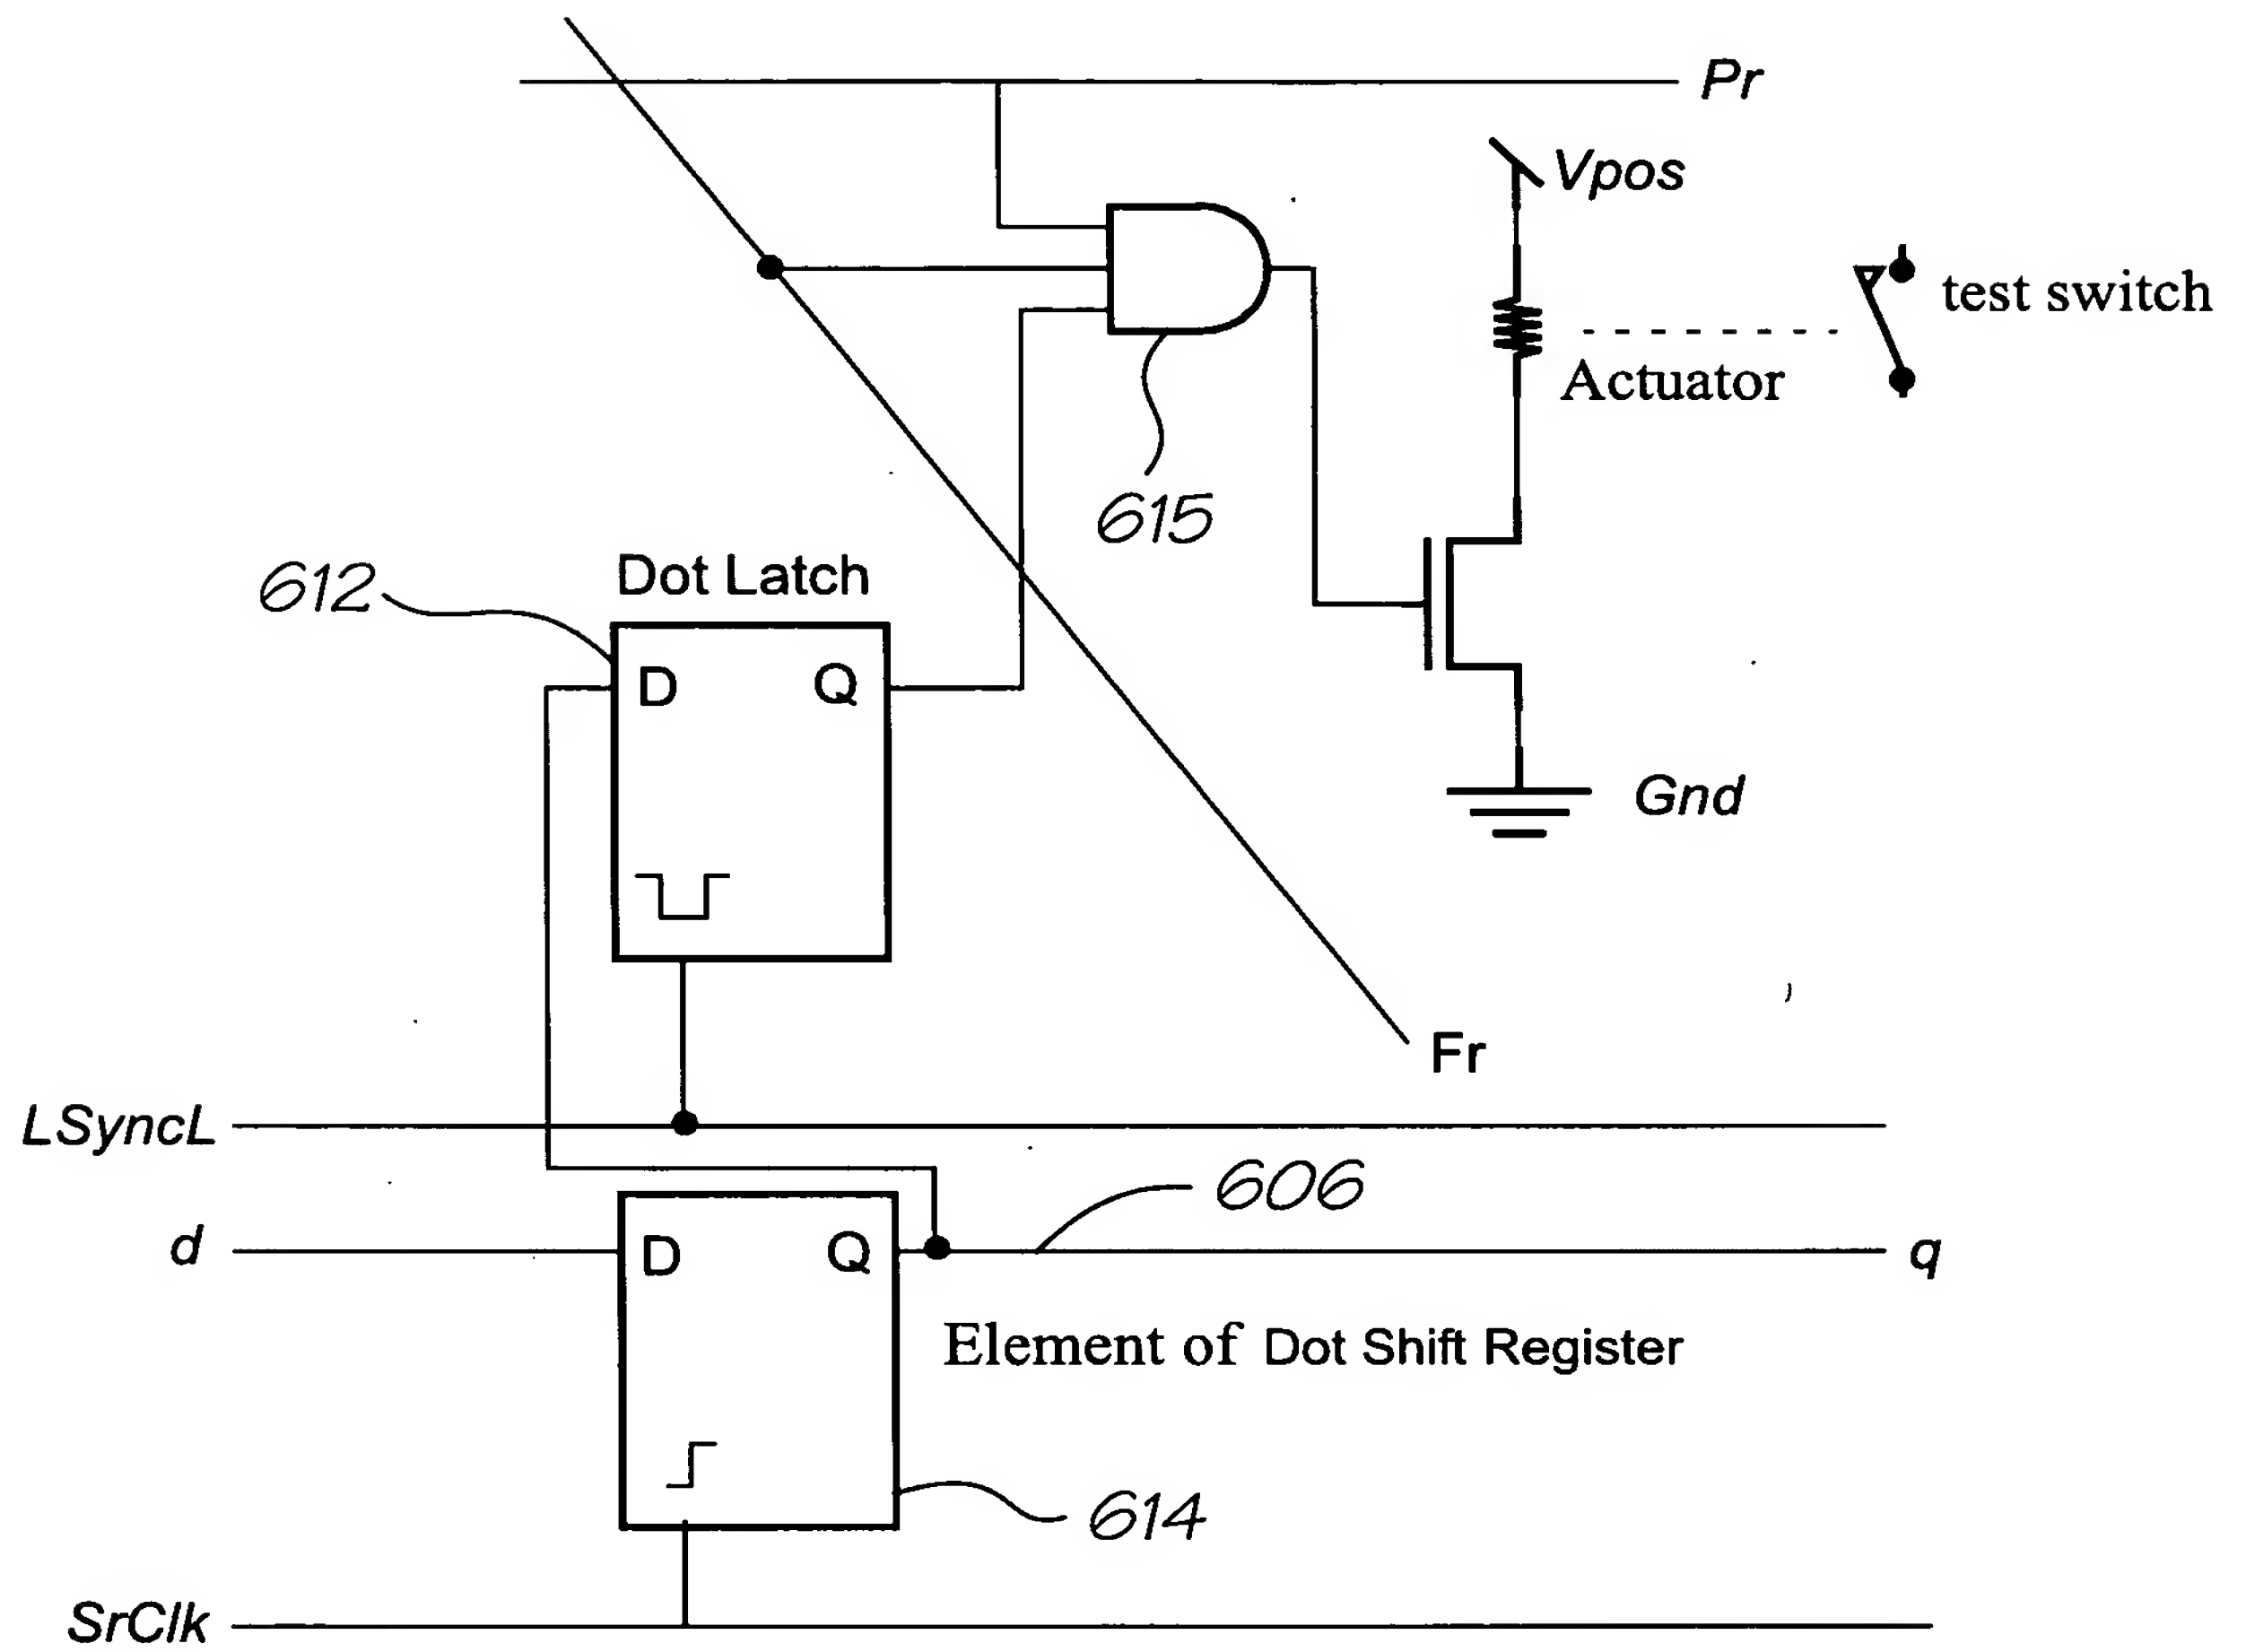 Pr
Vpos
test switch
Actuator
615
612
Dot Latch
D
Q
Gnd
Fr
LSyncL
606
d
D
Q
q
Element of Dot Shift Register
614
SrClk